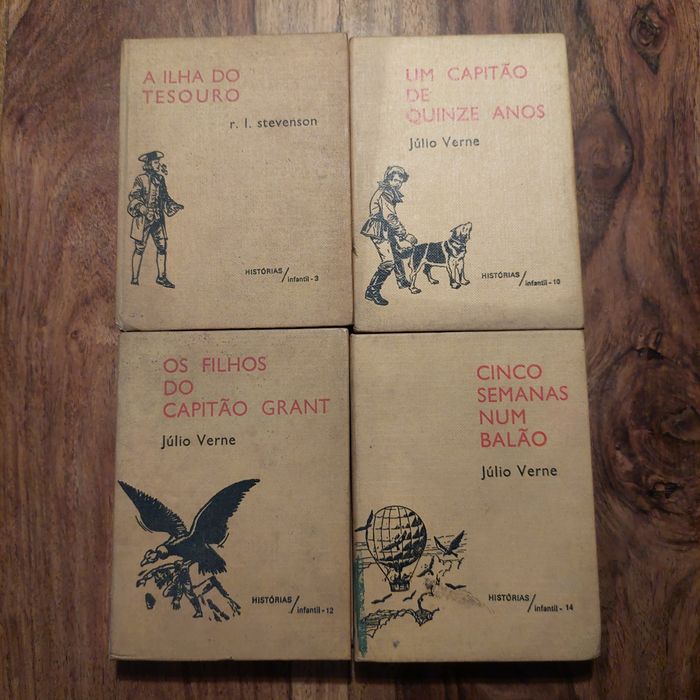 A ILHA DO
TESOURO
r. l. stevenson
HISTÓRIAS/
infantil - 3
UM CAPITÃO
DE
QUINZE ANOS
Júlio Verne
HISTÓRIAS/
infantil - 10
OS FILHOS
DO
CAPITÃO GRANT
Júlio Verne
HISTÓRIAS/
infantil - 12
CINCO
SEMANAS
NUM
BALÃO
Júlio Verne
HISTÓRIAS/
infantil - 14